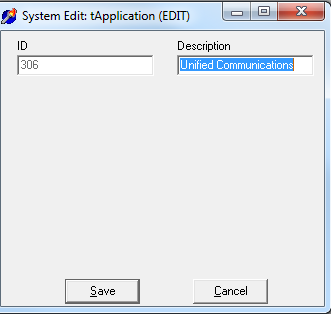 System Edit: tApplication (EDIT)
ID Description
306 Unified Communications
Save Cancel